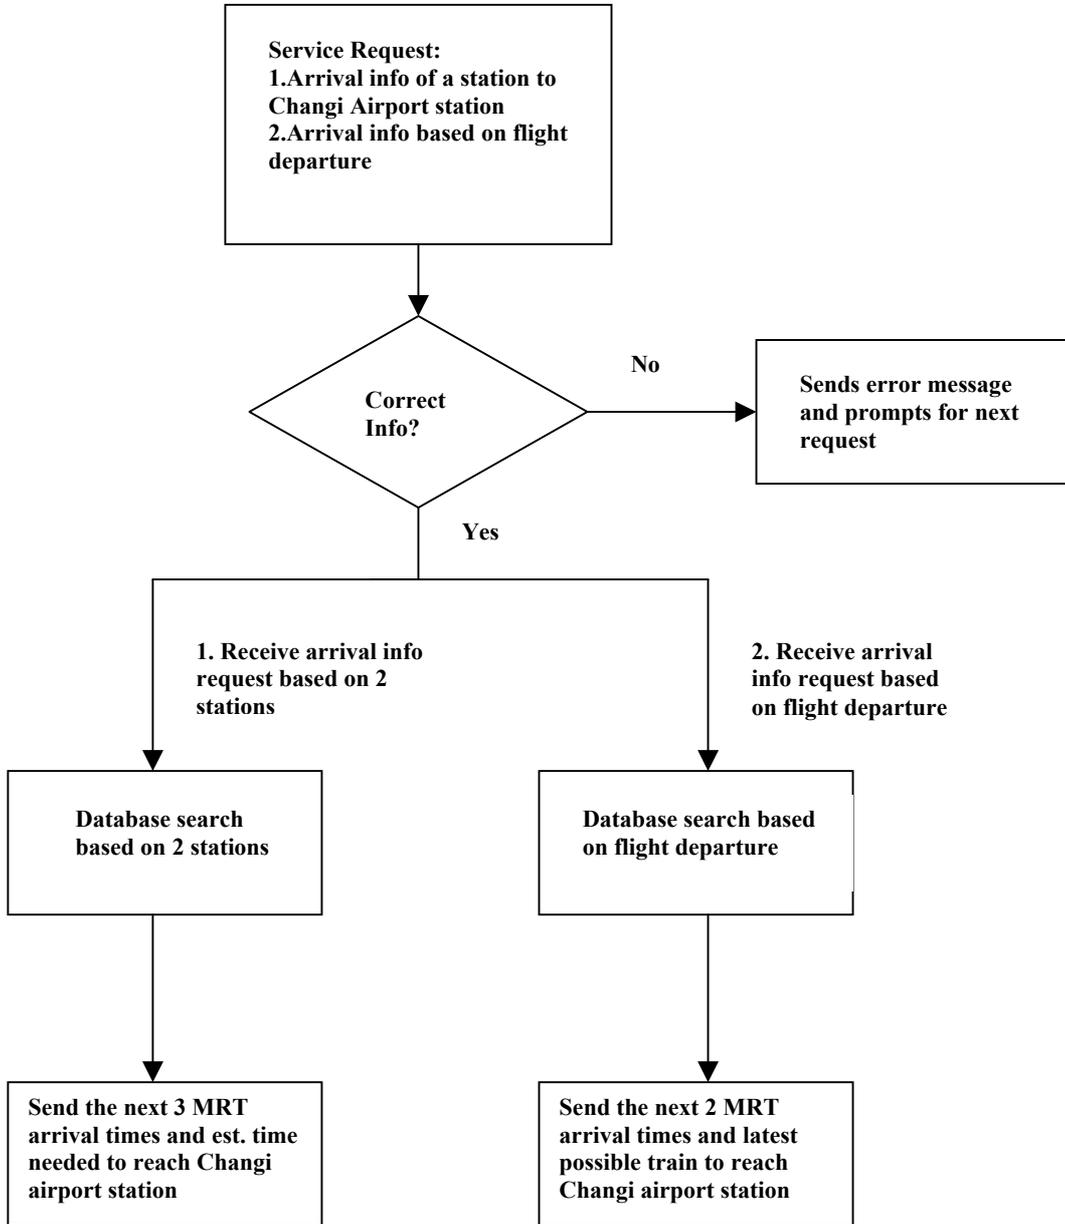 Service Request:
1.Arrival info of a station to
Changi Airport station
2.Arrival info based on flight
departure
No
Correct
Info?
Sends error message
and prompts for next
request
Yes
1. Receive arrival info
request based on 2
stations
2. Receive arrival
info request based
on flight departure
Database search
based on 2 stations
Database search based
on flight departure
Send the next 3 MRT
arrival times and est. time
needed to reach Changi
airport station
Send the next 2 MRT
arrival times and latest
possible train to reach
Changi airport station